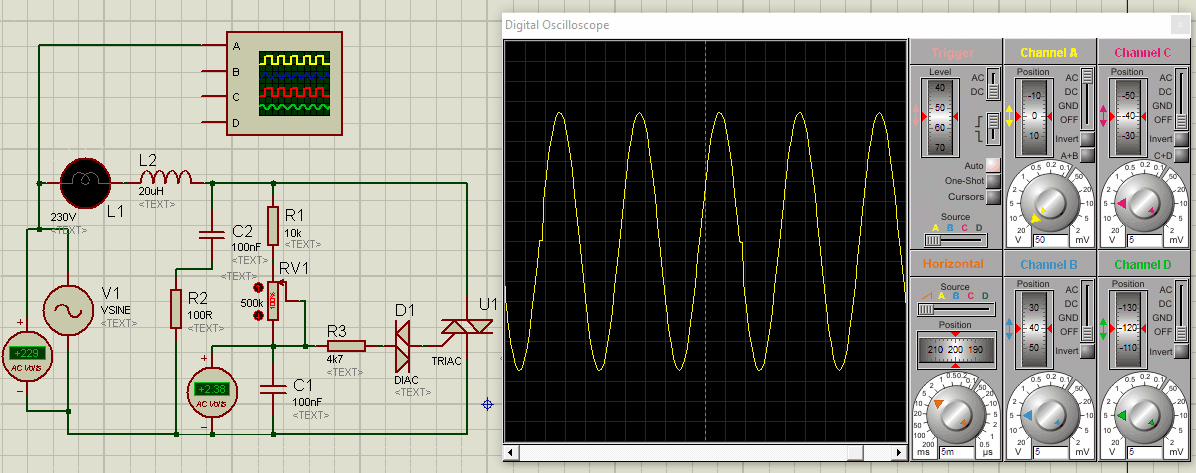 Digital Oscilloscope
A
B
C
D
L2
20uH
<TEXT>
230V
L1
<TEXT>
C2
100nF
<TEXT>
R1
10k
<TEXT>
RV1
500k
100%
V1
VSINE
<TEXT>
R2
100R
<TEXT>
+
+229
AC Volts
−
+
+2.38
AC Volts
−
R3
4k7
<TEXT>
D1
DIAC
<TEXT>
U1
TRIAC
C1
100nF
<TEXT>
Trigger
Level
40
50
60
70
AC
DC
Auto
One-Shot
Cursors
Source
A B C D
Channel A
Position
-10
0
10
AC
DC
GND
OFF
Invert
A+B
V
50
mV
Channel C
Position
-50
-40
-30
AC
DC
GND
OFF
Invert
C+D
V
5
mV
Horizontal
Source
A B C D
Position
210 200 190
ms
5m
µs
Channel B
Position
30
40
50
AC
DC
GND
OFF
Invert
V
5
mV
Channel D
Position
-130
-120
-110
AC
DC
GND
OFF
Invert
V
5
mV